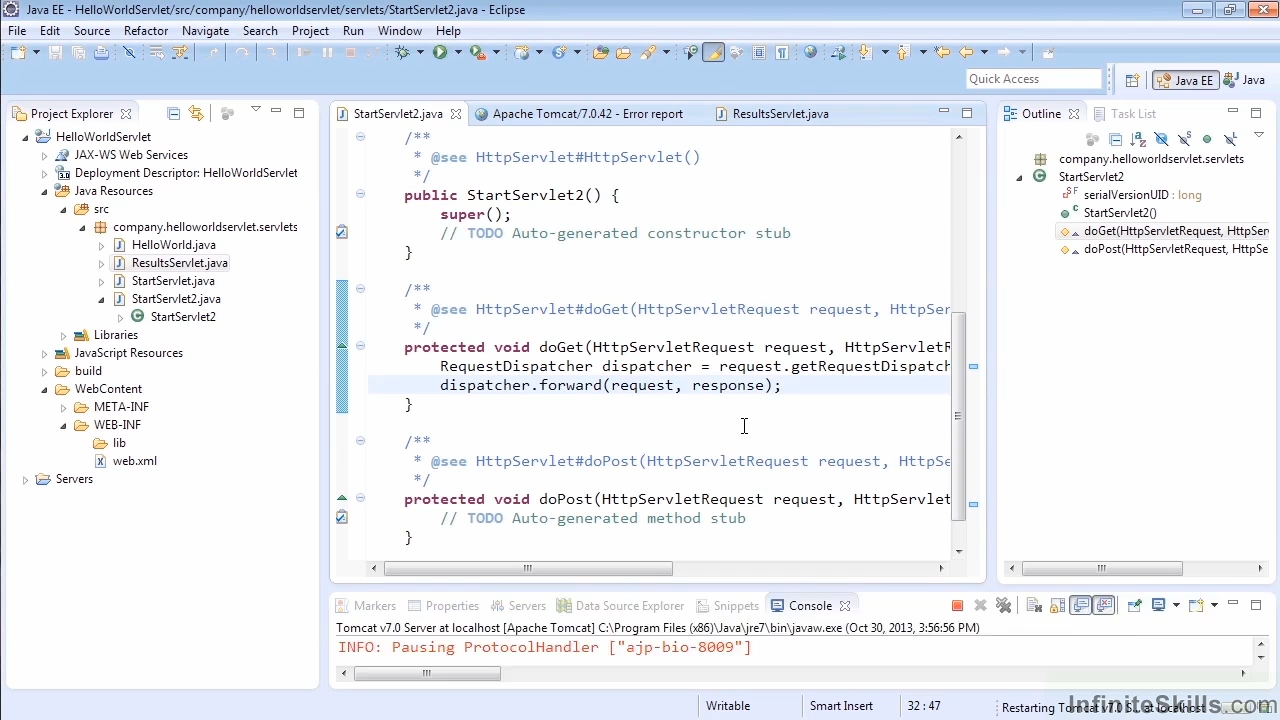 Java EE - HelloWorldServlet/src/company/helloworldservlet/servlets/StartServlet2.java - Eclipse
File Edit Source Refactor Navigate Search Project Run Window Help
Quick Access
Java EE
Java
Project Explorer
HelloWorldServlet
JAX-WS Web Services
Deployment Descriptor: HelloWorldServlet
Java Resources
src
company.helloworldservlet.servlets
HelloWorld.java
ResultsServlet.java
StartServlet.java
StartServlet2.java
StartServlet2
Libraries
JavaScript Resources
build
WebContent
META-INF
WEB-INF
lib
web.xml
Servers
StartServlet2.java
Apache Tomcat/7.0.42 - Error report
ResultsServlet.java
/**
* @see HttpServlet#HttpServlet()
*/
public StartServlet2() {
super();
// TODO Auto-generated constructor stub
}
/**
* @see HttpServlet#doGet(HttpServletRequest request, HttpServ
*/
protected void doGet(HttpServletRequest request, HttpServletR
RequestDispatcher dispatcher = request.getRequestDispatch
dispatcher.forward(request, response);
}
/**
* @see HttpServlet#doPost(HttpServletRequest request, HttpSe
*/
protected void doPost(HttpServletRequest request, HttpServlet
// TODO Auto-generated method stub
}
Outline
Task List
company.helloworldservlet.servlets
StartServlet2
serialVersionUID : long
StartServlet2()
doGet(HttpServletRequest, HttpSer
doPost(HttpServletRequest, HttpSe
Markers Properties Servers Data Source Explorer Snippets Console
Tomcat v7.0 Server at localhost [Apache Tomcat] C:\Program Files (x86)\Java\jre7\bin\javaw.exe (Oct 30, 2013, 3:56:56 PM)
INFO: Pausing ProtocolHandler ["ajp-bio-8009"]
Writable
Smart Insert
32 : 47
InfiniteSkills.com